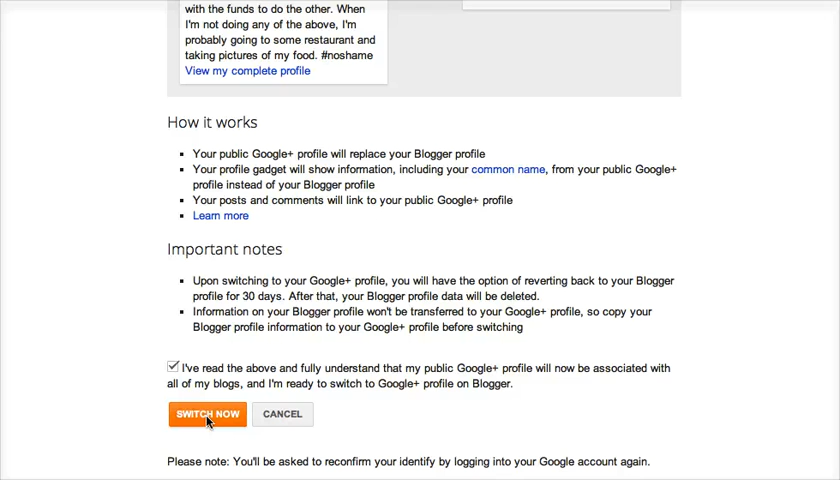 with the funds to do the other. When
I'm not doing any of the above, I'm
probably going to some restaurant and
taking pictures of my food. #noshame
View my complete profile
How it works
Your public Google+ profile will replace your Blogger profile
Your profile gadget will show information, including your common name, from your public Google+
profile instead of your Blogger profile
Your posts and comments will link to your public Google+ profile
Learn more
Important notes
Upon switching to your Google+ profile, you will have the option of reverting back to your Blogger
profile for 30 days. After that, your Blogger profile data will be deleted.
Information on your Blogger profile won't be transferred to your Google+ profile, so copy your
Blogger profile information to your Google+ profile before switching
I've read the above and fully understand that my public Google+ profile will now be associated with
all of my blogs, and I'm ready to switch to Google+ profile on Blogger.
SWITCH NOW CANCEL
Please note: You'll be asked to reconfirm your identify by logging into your Google account again.